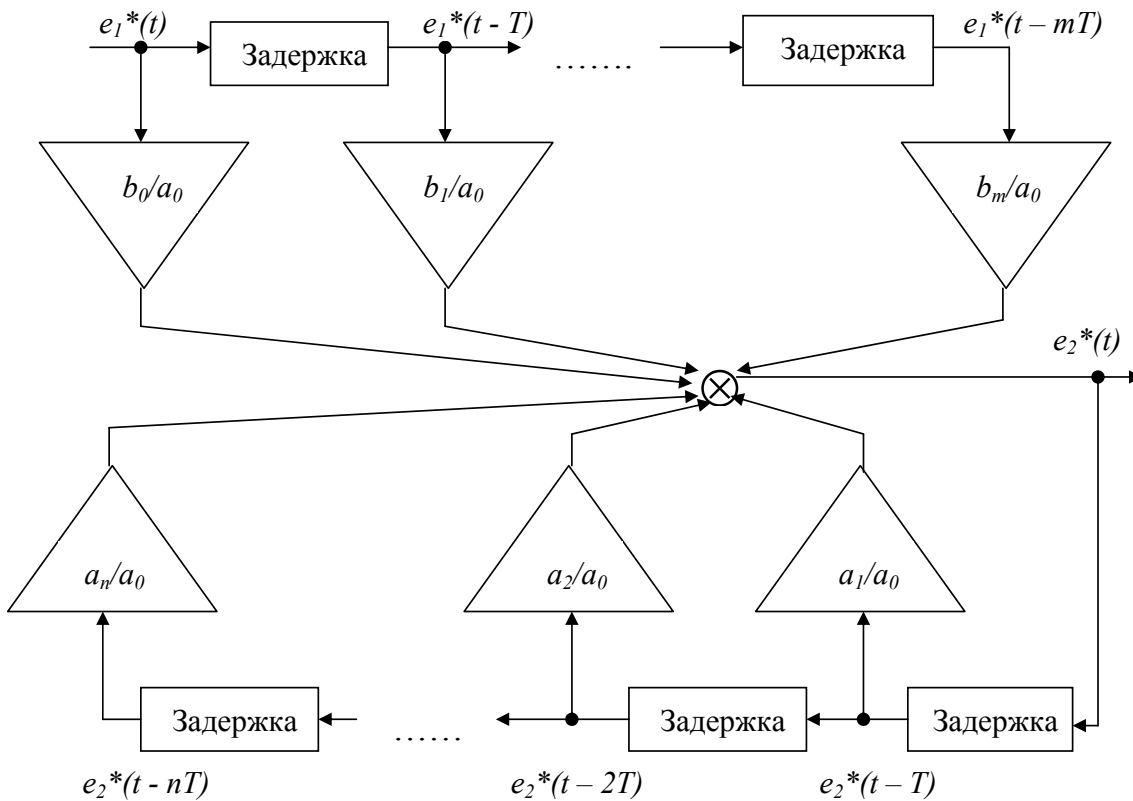 e₁*(t) e₁*(t - T) e₁*(t – mT)
Задержка Задержка
.......
b₀/a₀ b₁/a₀ bₘ/a₀
e₂*(t)
aₙ/a₀ a₂/a₀ a₁/a₀
Задержка Задержка Задержка
......
e₂*(t - nT) e₂*(t – 2T) e₂*(t – T)